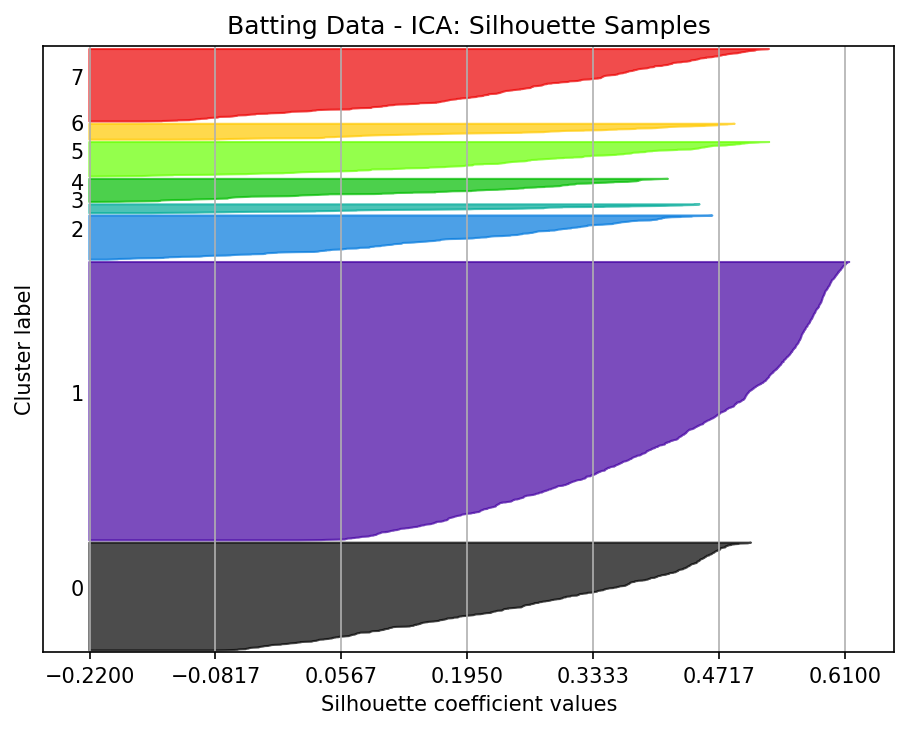 Batting Data - ICA: Silhouette Samples
7
6
5
4
3
2
1
0
Cluster label
−0.2200 −0.0817 0.0567 0.1950 0.3333 0.4717 0.6100
Silhouette coefficient values